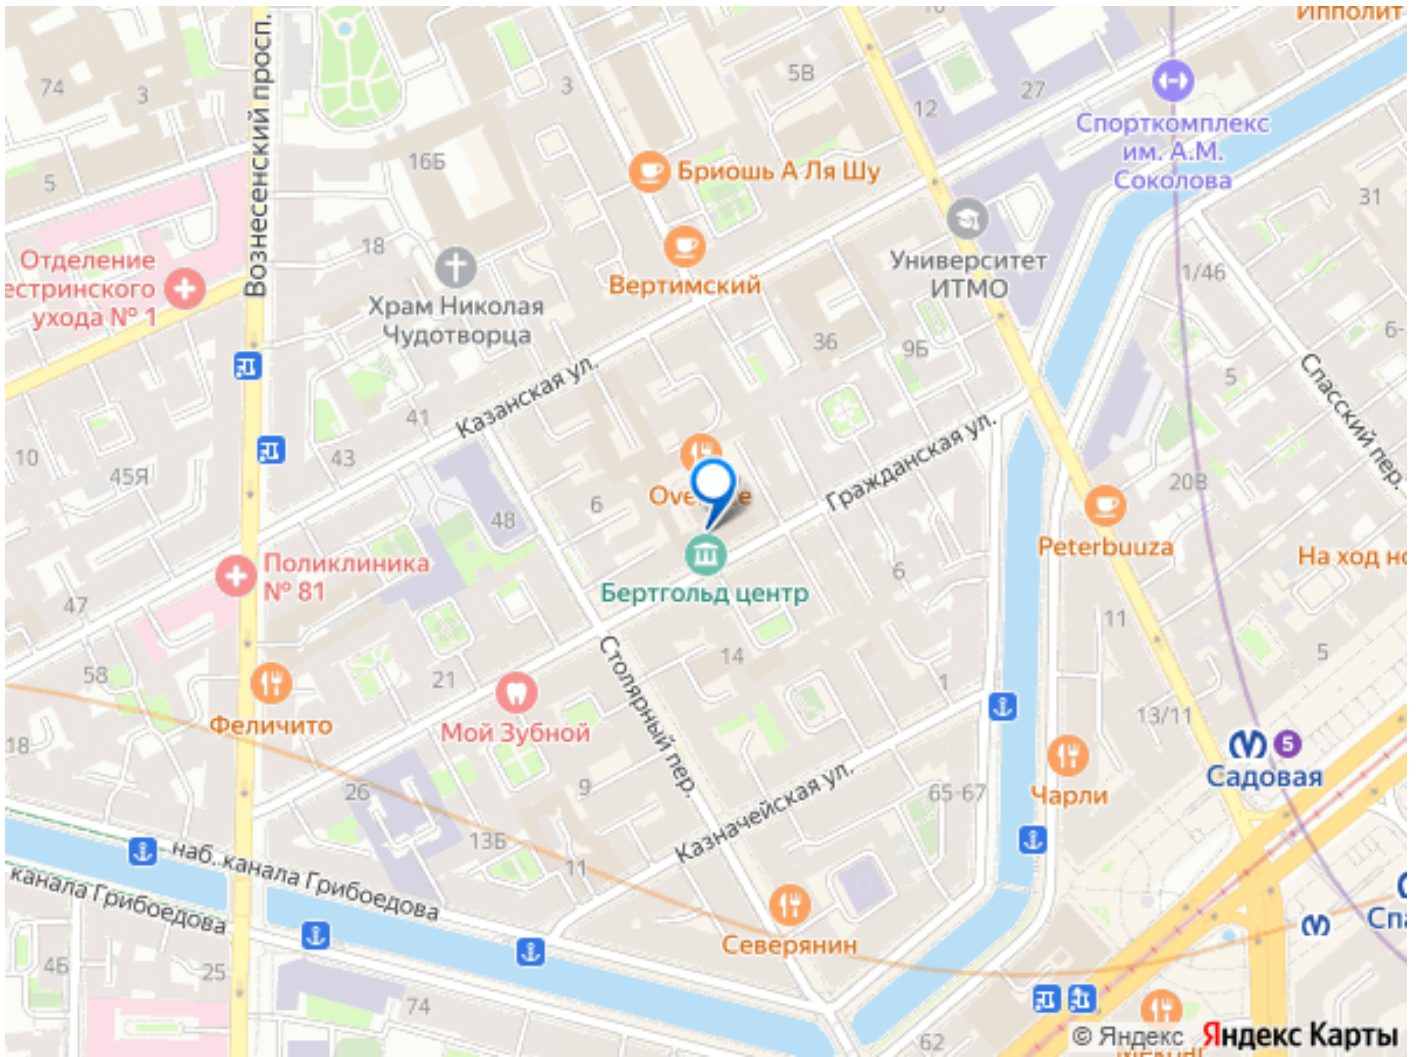 Ипполит
Вознесенский просп.
74
3
3
5В
10
12
27
Спорткомплекс
им. А.М.
Соколова
5
16Б
Бриошь А Ля Шу
31
18
Отделение
естринского
ухода № 1
Храм Николая
Чудотворца
Вертимский
Университет
ИТМО
1/46
36
9Б
5
6-
Казанская ул.
41
43
10
45Я
Спасский пер.
Гражданская ул.
6
48
20В
Peterbuuza
На ход но
Поликлиника
№ 81
Бертгольд центр
6
47
11
58
21
14
1
5
Столярный пер.
Мой Зубной
Феличито
18
13/11
5
Садовая
Чарли
26
9
65-67
Казначейская ул.
13Б
11
наб. канала Грибоедова
канала Грибоедова
Северянин
Спа
4Б
25
74
62
© Яндекс
Яндекс Карты